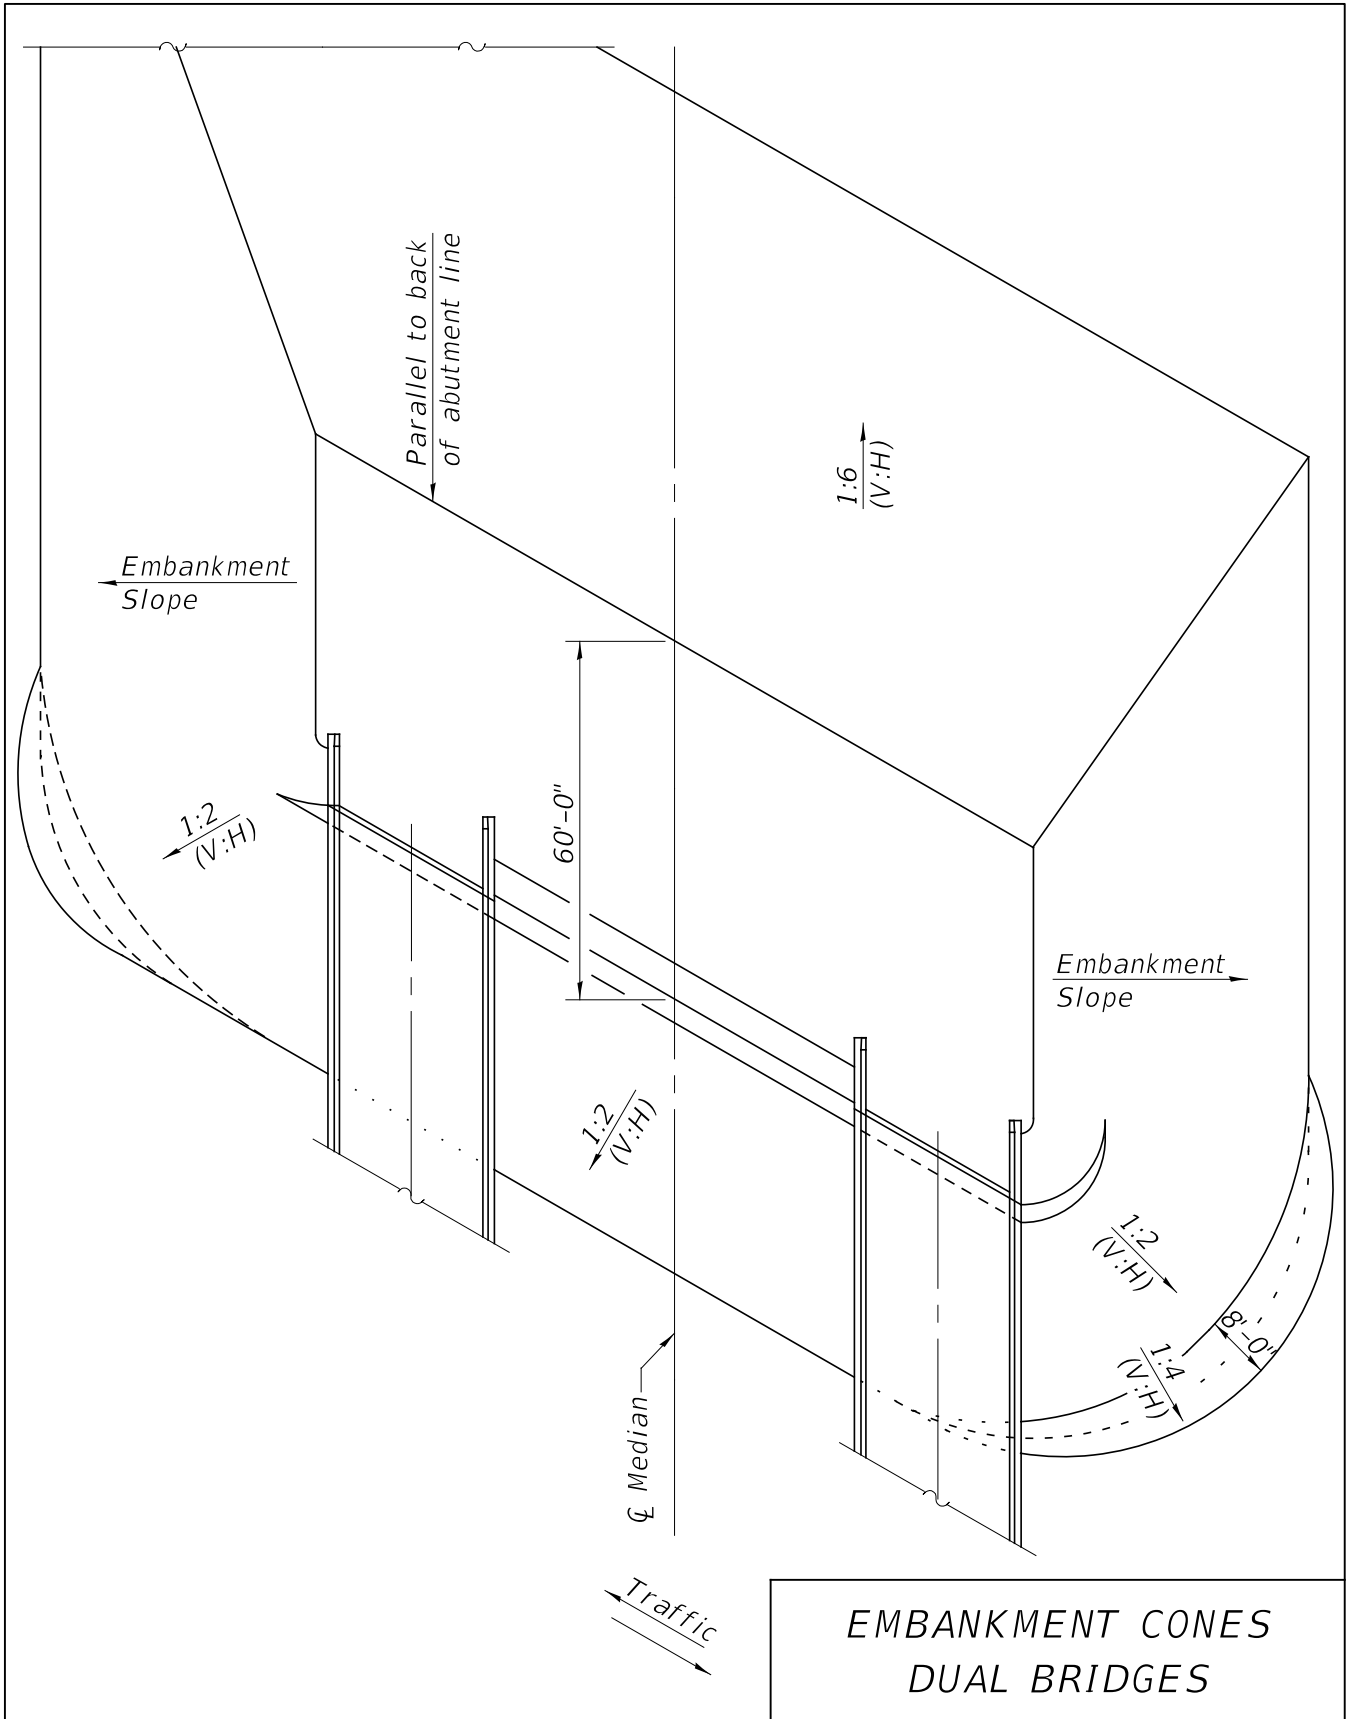 Parallel to back
of abutment line
1:6
(V:H)
Embankment
Slope
60'-0"
1:2
(V:H)
Embankment
Slope
1:2
(V:H)
1:2
(V:H)
8'-0"
1:4
(V:H)
℄ Median
Traffic
EMBANKMENT CONES
DUAL BRIDGES